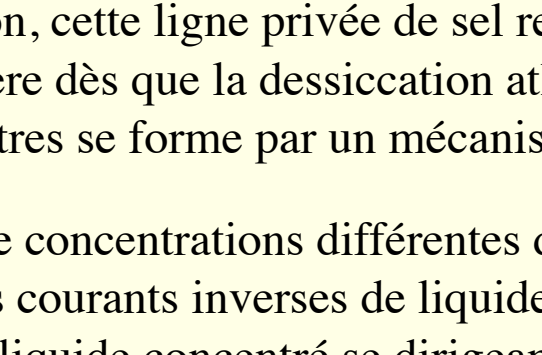 on, cette ligne privée de sel re
ère dès que la dessiccation at
tres se forme par un mécanis
e concentrations différentes d
s courants inverses de liquide
liquide concentré se dirigean